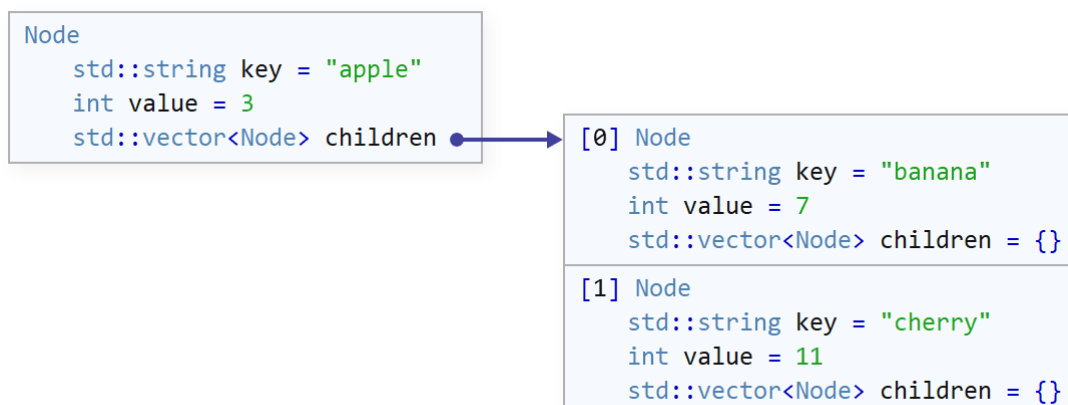 Node
std::string key = "apple"
int value = 3
std::vector<Node> children
[0] Node
std::string key = "banana"
int value = 7
std::vector<Node> children = {}
[1] Node
std::string key = "cherry"
int value = 11
std::vector<Node> children = {}